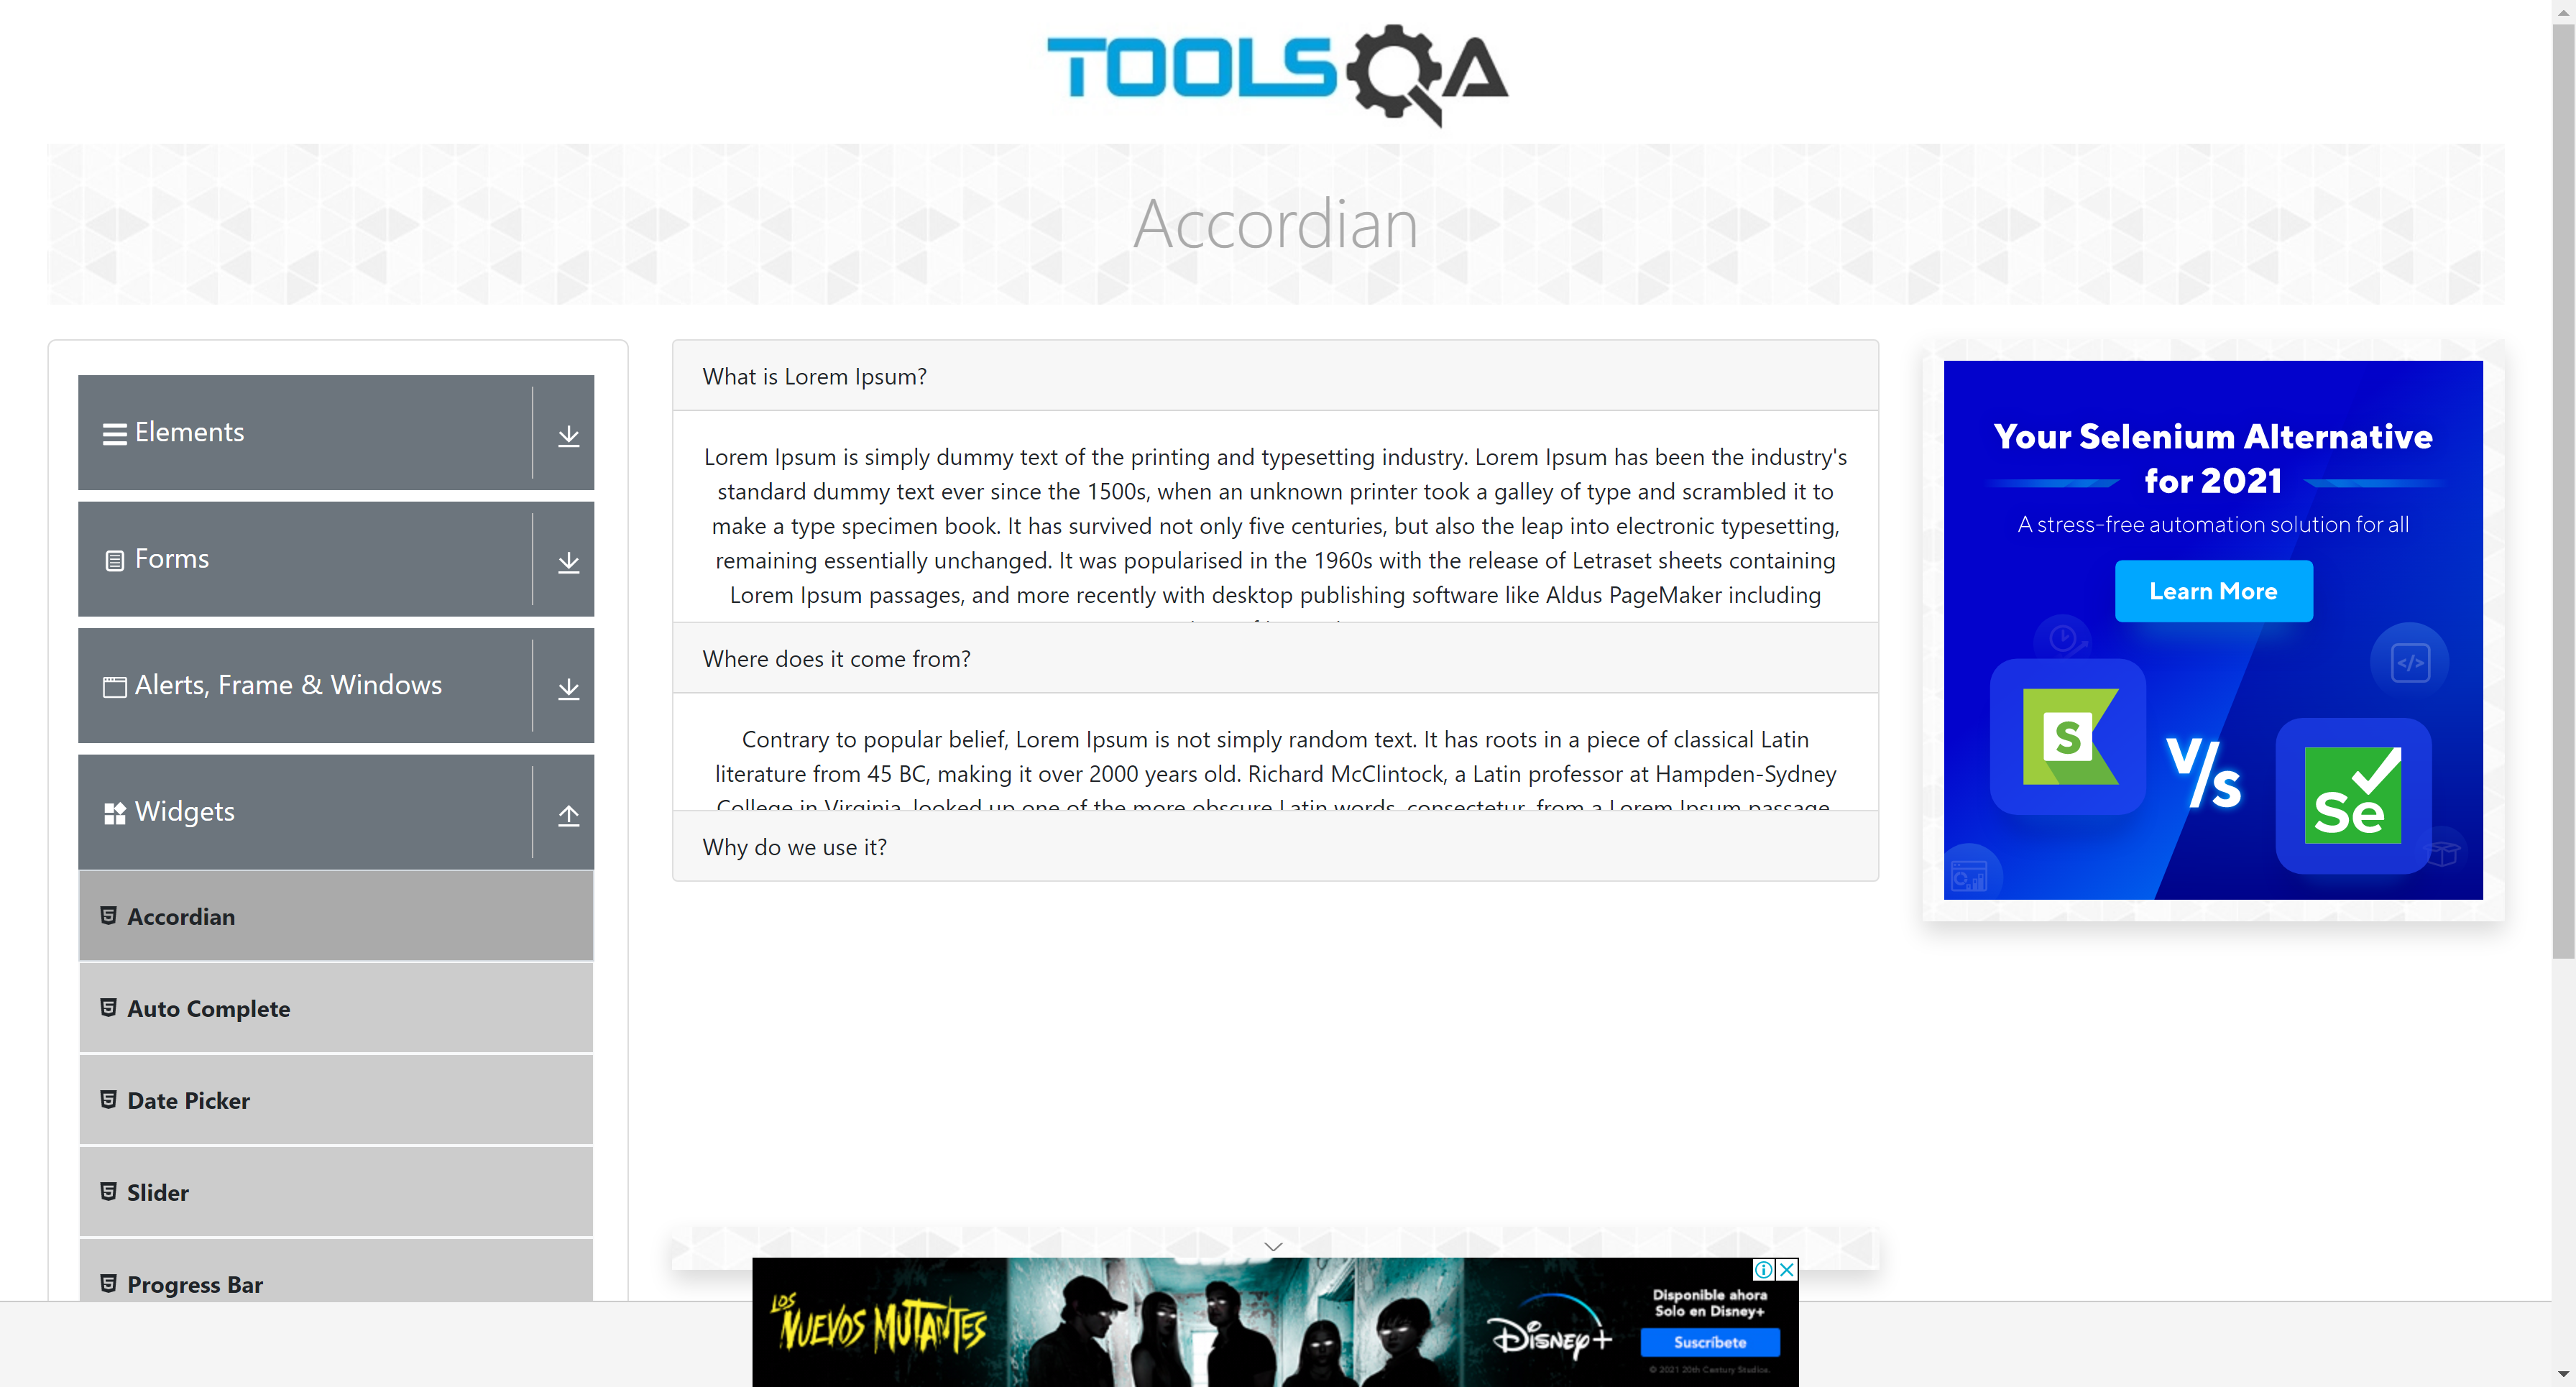 TOOLSQA
Accordian
Elements
Forms
Alerts, Frame & Windows
Widgets
Accordian
Auto Complete
Date Picker
Slider
Progress Bar
What is Lorem Ipsum?
Lorem Ipsum is simply dummy text of the printing and typesetting industry. Lorem Ipsum has been the industry's
standard dummy text ever since the 1500s, when an unknown printer took a galley of type and scrambled it to
make a type specimen book. It has survived not only five centuries, but also the leap into electronic typesetting,
remaining essentially unchanged. It was popularised in the 1960s with the release of Letraset sheets containing
Lorem Ipsum passages, and more recently with desktop publishing software like Aldus PageMaker including
Where does it come from?
Contrary to popular belief, Lorem Ipsum is not simply random text. It has roots in a piece of classical Latin
literature from 45 BC, making it over 2000 years old. Richard McClintock, a Latin professor at Hampden-Sydney
College in Virginia, looked up one of the more obscure Latin words, consectetur, from a Lorem Ipsum passage,
Why do we use it?
Your Selenium Alternative
for 2021
A stress-free automation solution for all
Learn More
S
V/s
Se
LOS
NUEVOS MUTANTES
Disney+
Disponible ahora
Solo en Disney+
Suscríbete
© 2021 20th Century Studios.